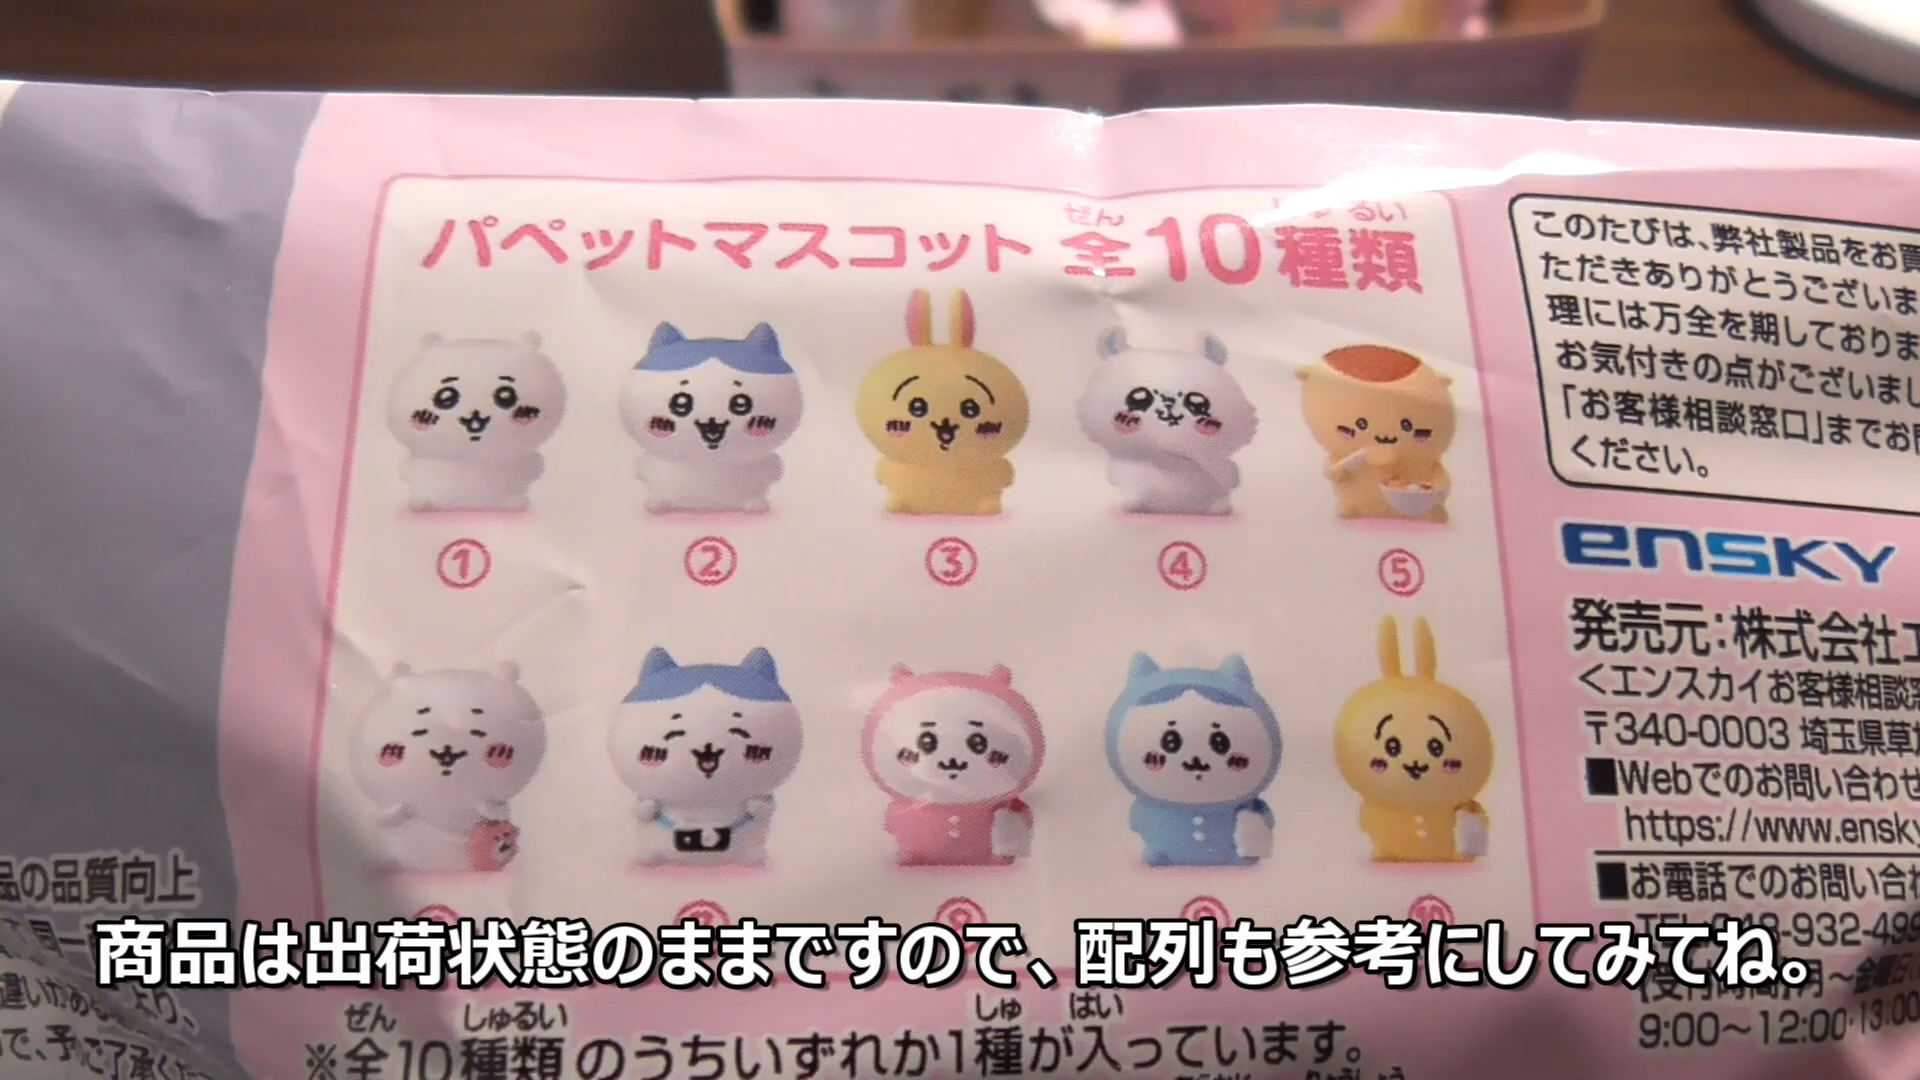 パペットマスコット 全10種類
ぜん
① ② ③ ④ ⑤
このたびは、弊社製品をお買
ただきありがとうございま
理には万全を期しておりま
お気付きの点がございまし
「お客様相談窓口」までお
ください。
ensky
発売元：株式会社エ
＜エンスカイお客様相談
〒340-0003 埼玉県草
■Webでのお問い合わせ
https://www.ensky
■お電話でのお問い合わ
9:00～12:00・13:00
品の品質向上
商品は出荷状態のままですので、配列も参考にしてみてね。
ぜん しゅるい しゅ はい
※全10種類のうちいずれか1種が入っています。